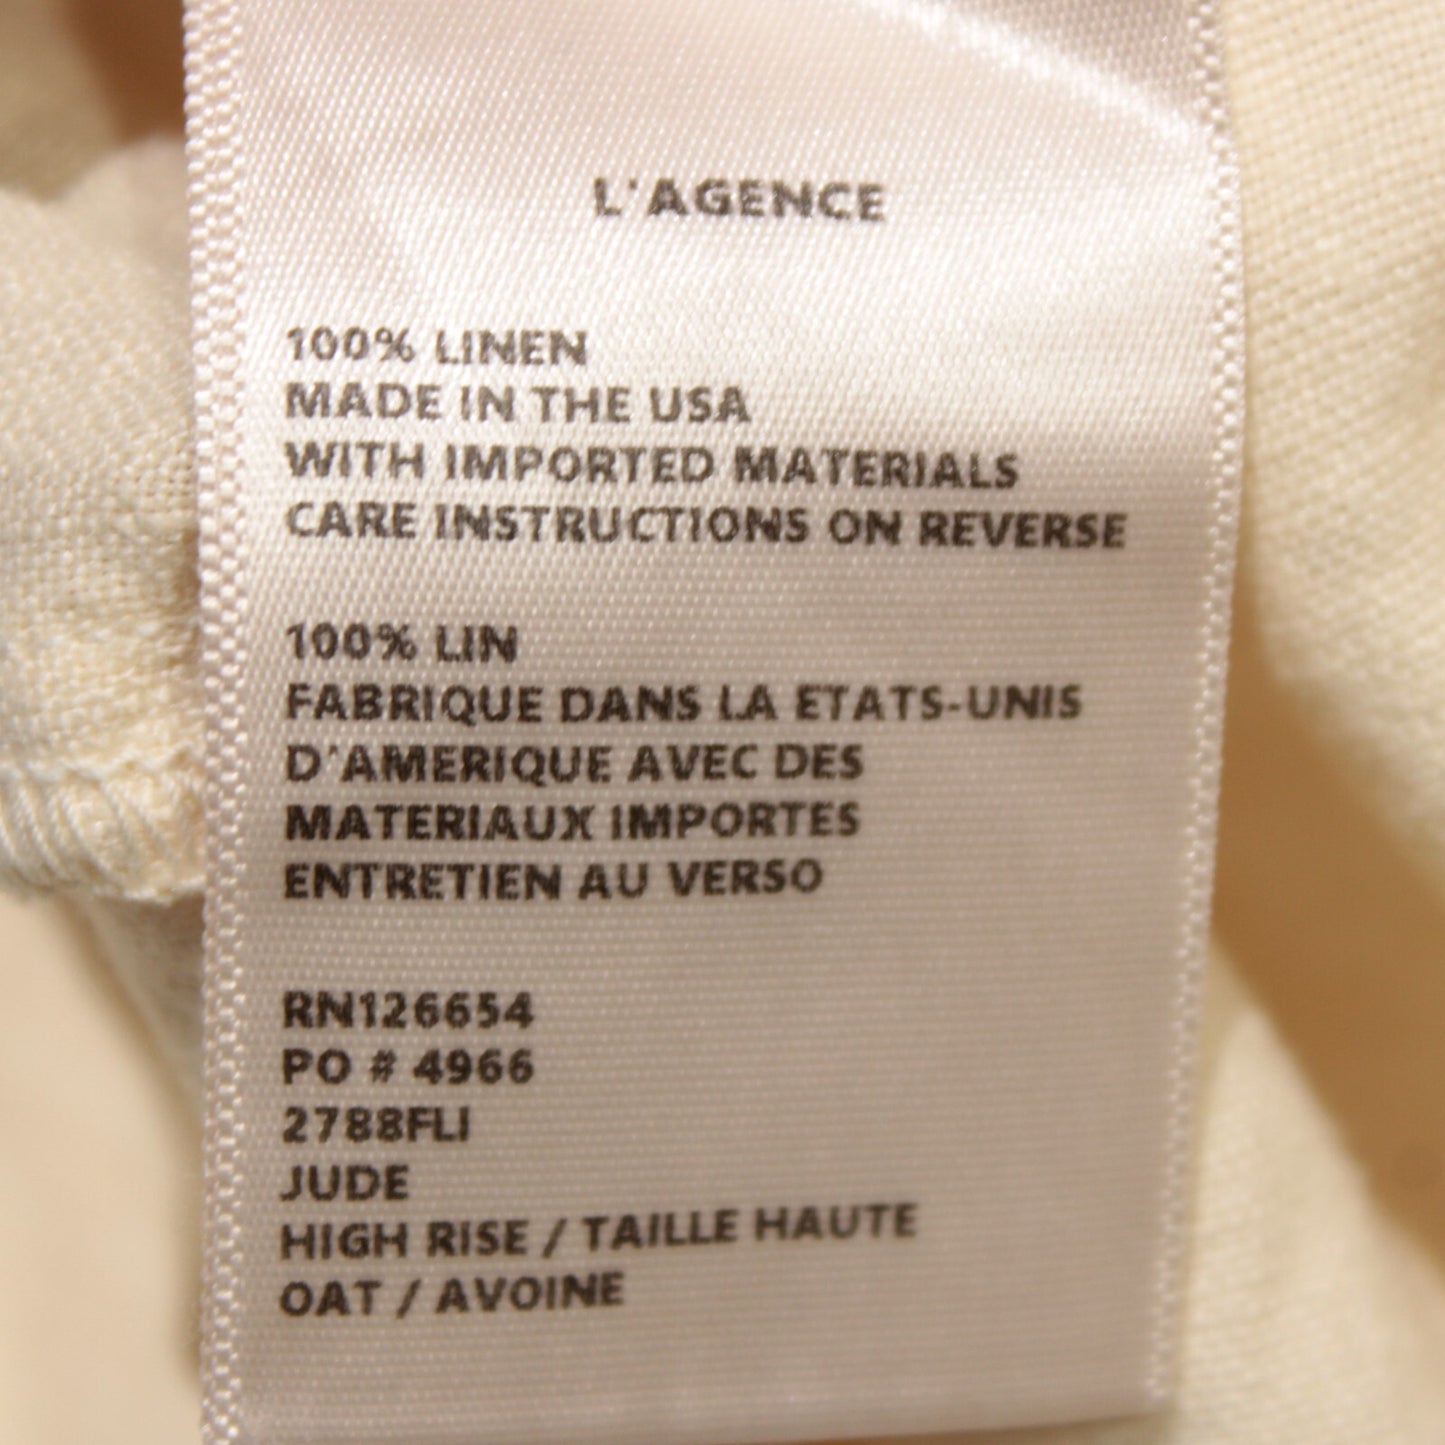 L'AGENCE
100% LINEN
MADE IN THE USA
WITH IMPORTED MATERIALS
CARE INSTRUCTIONS ON REVERSE
100% LIN
FABRIQUE DANS LA ETATS-UNIS
D'AMERIQUE AVEC DES
MATERIAUX IMPORTES
ENTRETIEN AU VERSO
RN126654
PO # 4966
2788FLI
JUDE
HIGH RISE / TAILLE HAUTE
OAT / AVOINE